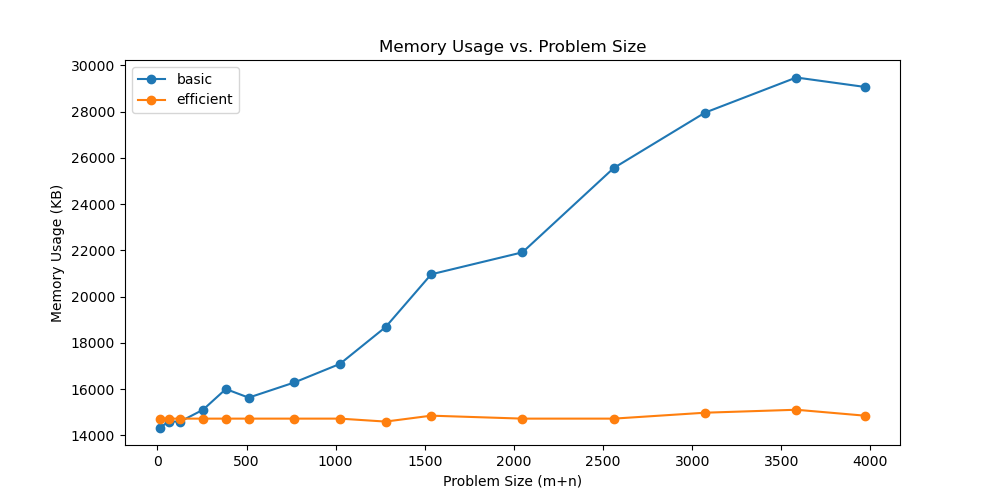 Memory Usage vs. Problem Size
basic
efficient
Memory Usage (KB)
30000
28000
26000
24000
22000
20000
18000
16000
14000
0 500 1000 1500 2000 2500 3000 3500 4000
Problem Size (m+n)